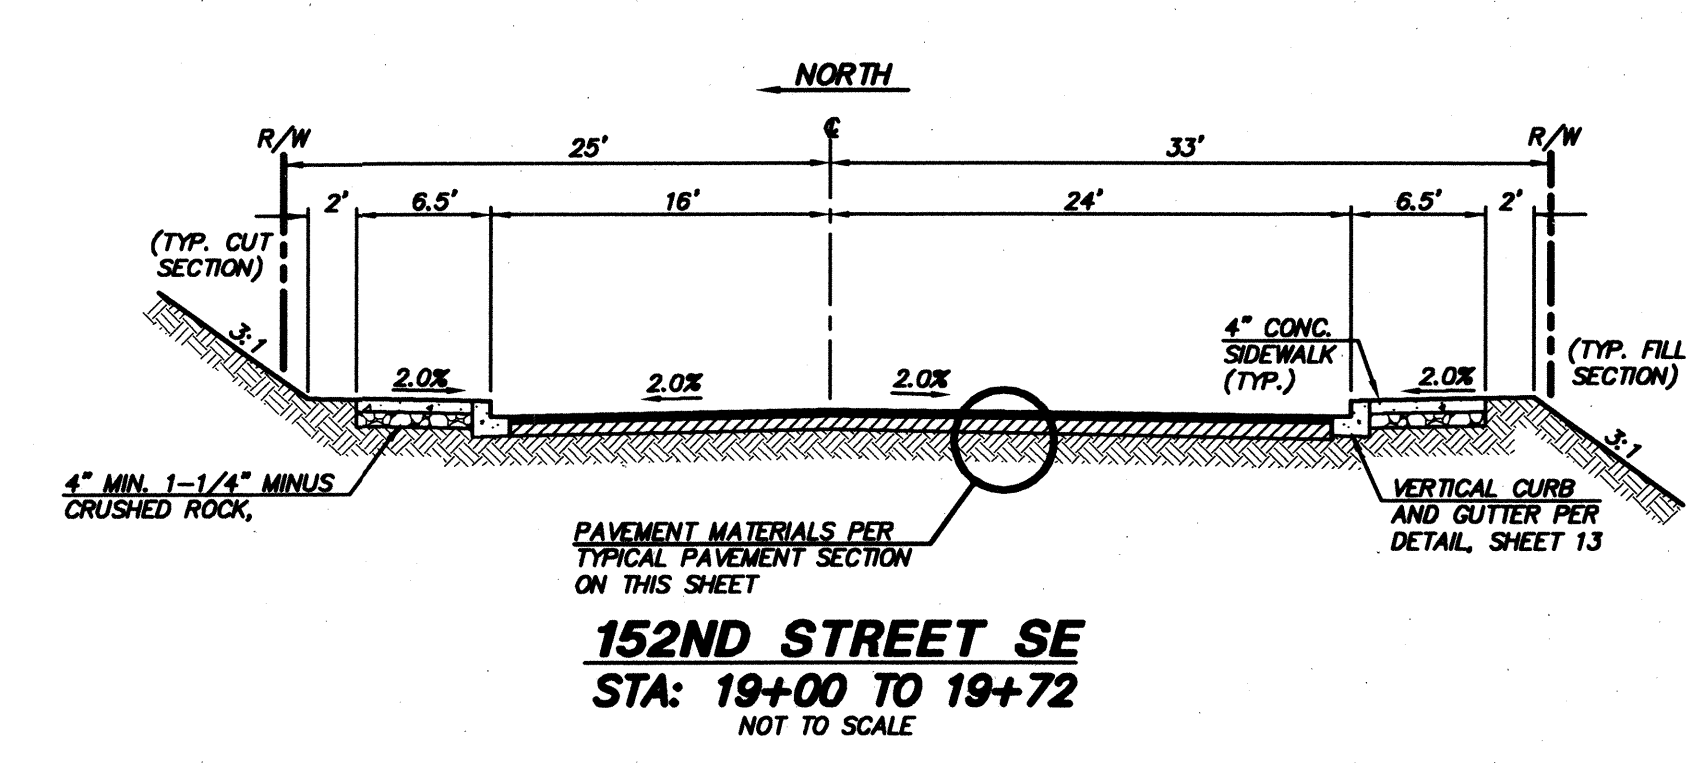 NORTH
R/W
25'
℄
33'
R/W
2'
6.5'
16'
24'
6.5'
2'
(TYP. CUT
SECTION)
3:1
4" CONC.
SIDEWALK
(TYP.)
(TYP. FILL
SECTION)
2.0%
2.0%
2.0%
2.0%
3:1
4" MIN. 1-1/4" MINUS
CRUSHED ROCK,
VERTICAL CURB
AND GUTTER PER
DETAIL, SHEET 13
PAVEMENT MATERIALS PER
TYPICAL PAVEMENT SECTION
ON THIS SHEET
152ND STREET SE
STA: 19+00 TO 19+72
NOT TO SCALE